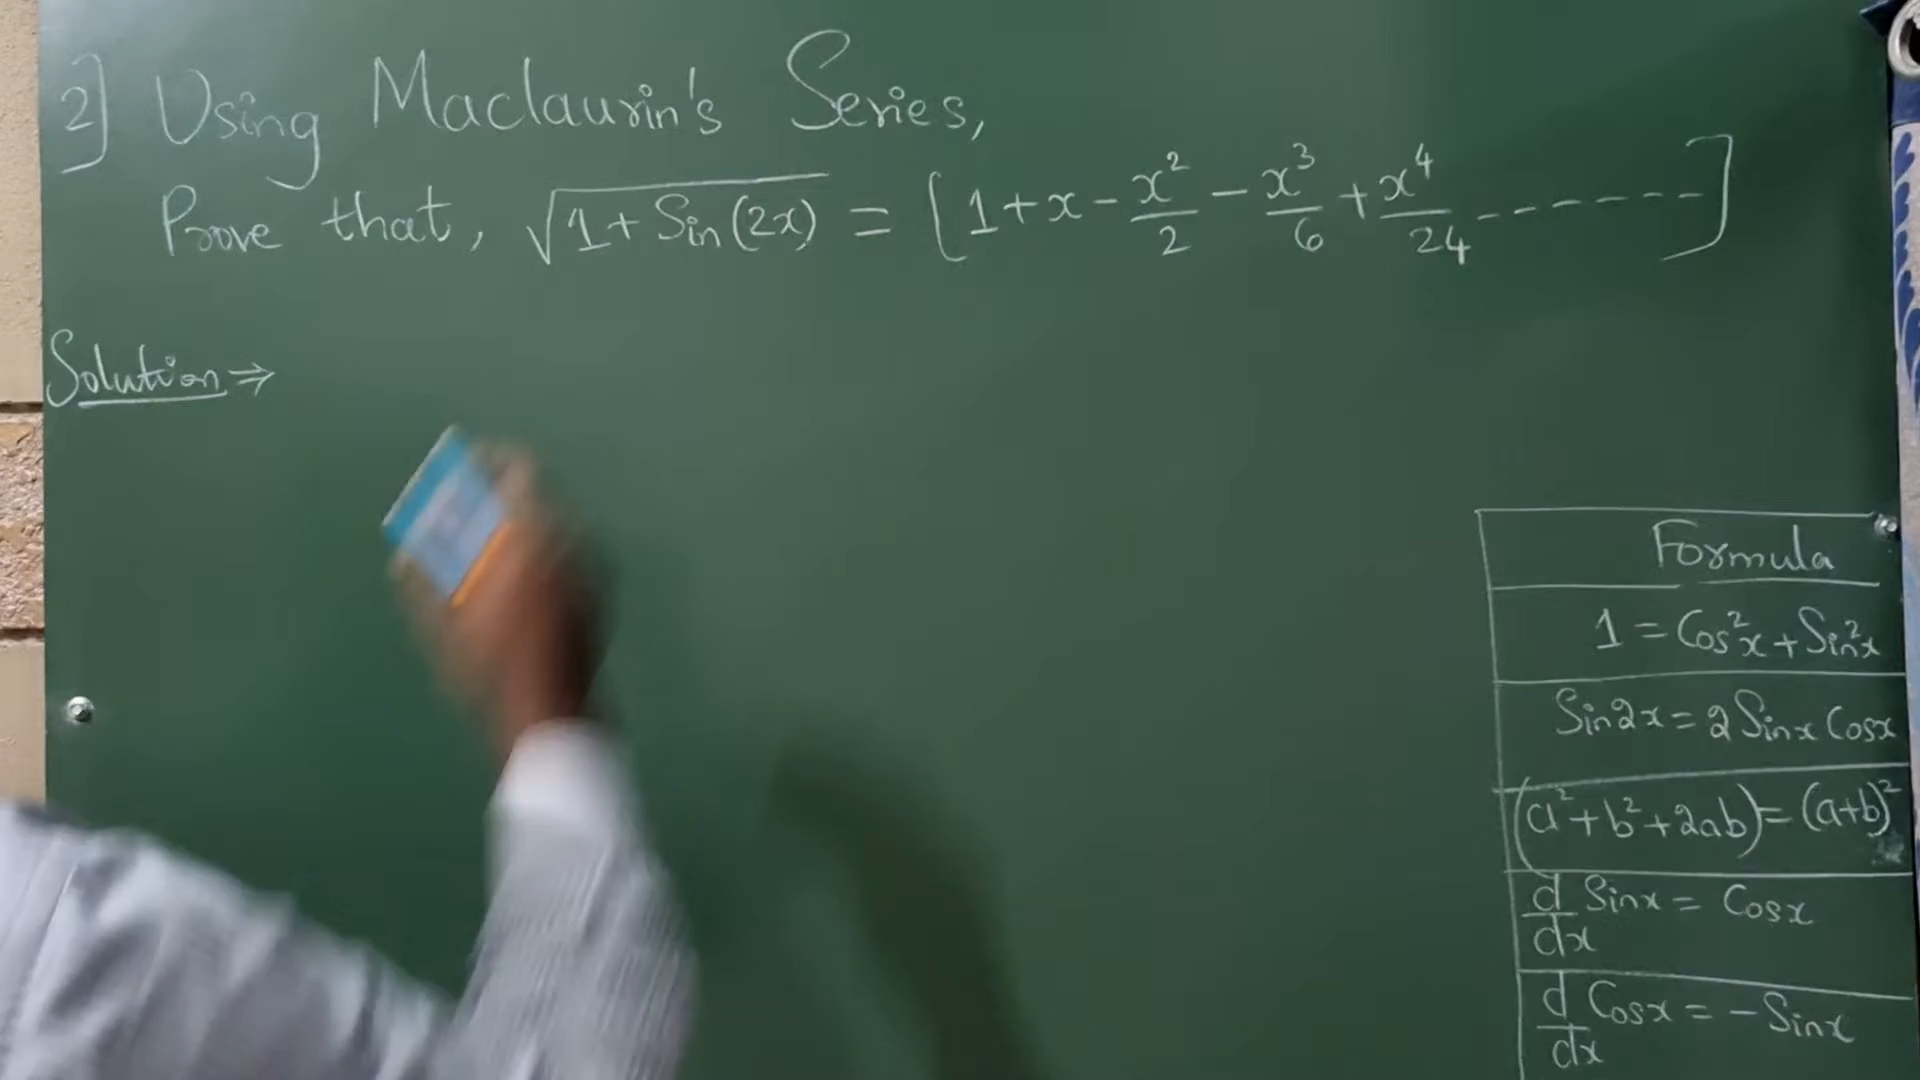 2] Using Maclaurin's Series,
Prove that, √(1 + Sin (2x)) = [1 + x - x²/2 - x³/6 + x⁴/24 -------]
Solution ⇒
Formula
1 = Cos²x + Sin²x
Sin2x = 2 Sinx Cosx
(a² + b² + 2ab) = (a+b)²
d/dx Sinx = Cosx
d/dx Cosx = - Sinx